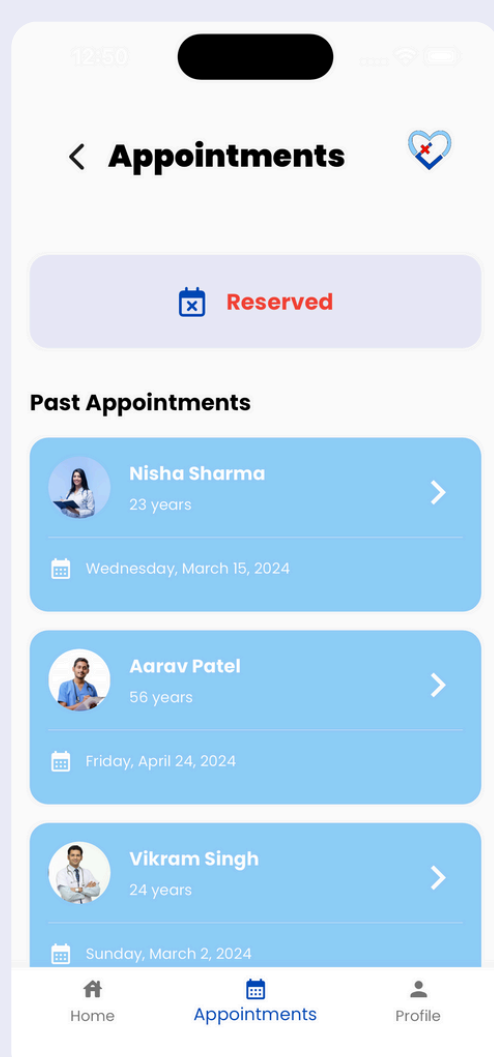 12:50
Appointments
Reserved
Past Appointments
Nisha Sharma
23 years
Wednesday, March 15, 2024
Aarav Patel
56 years
Friday, April 24, 2024
Vikram Singh
24 years
Sunday, March 2, 2024
Home
Appointments
Profile